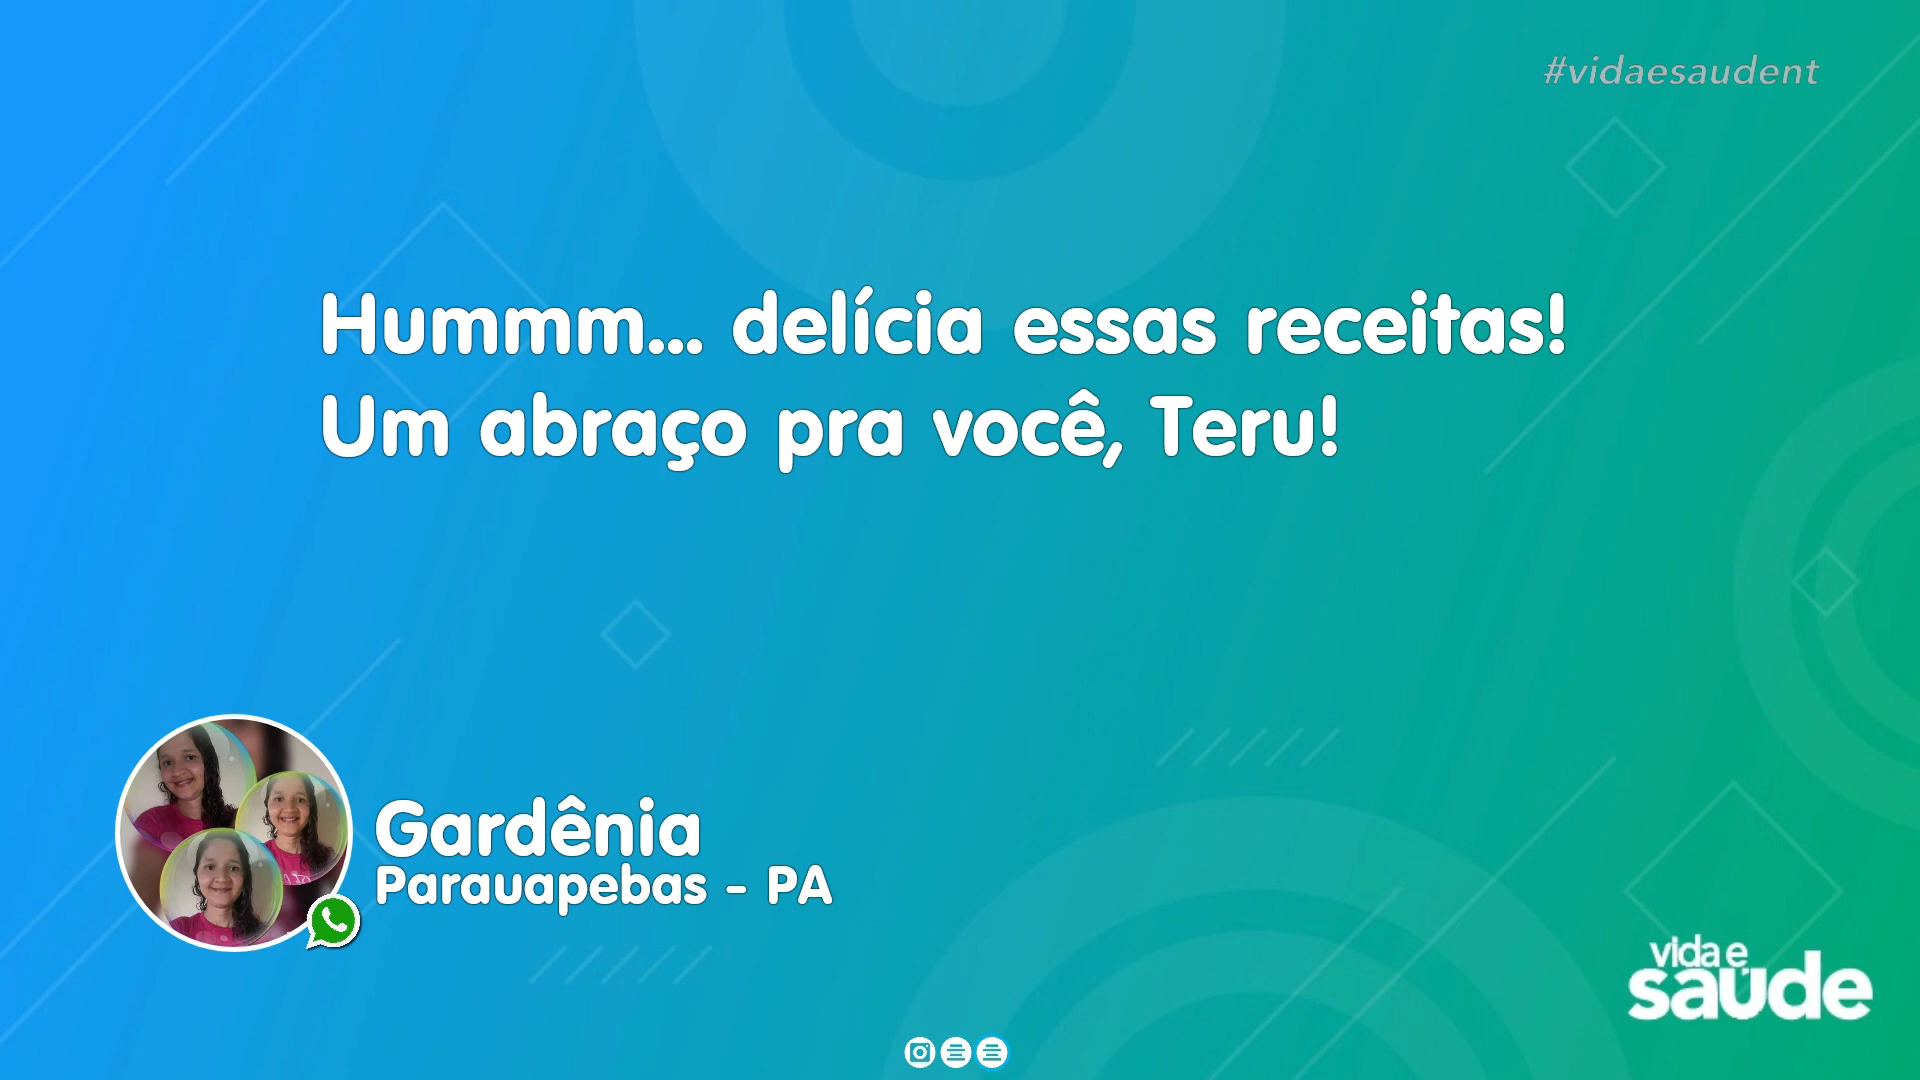 #vidaesaudent
Hummm... delícia essas receitas!
Um abraço pra você, Teru!
Gardênia
Parauapebas - PA
vida e
saúde